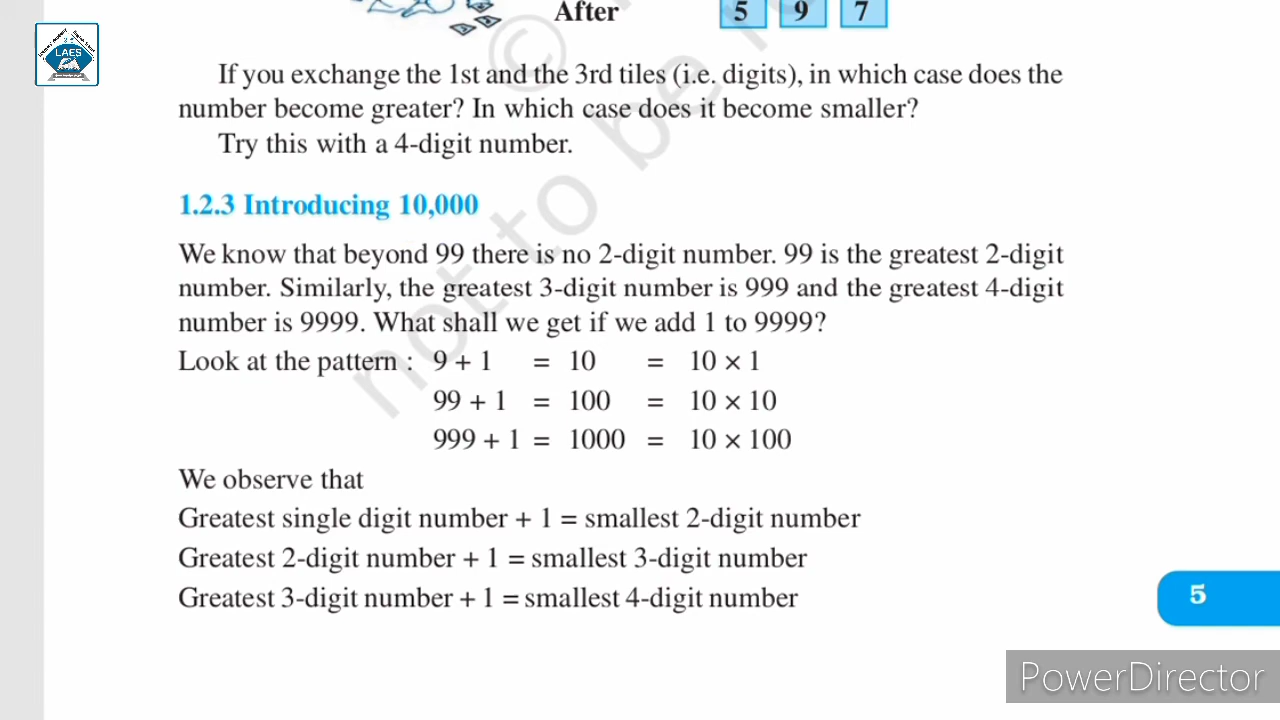 After 5 9 7
LAES
If you exchange the 1st and the 3rd tiles (i.e. digits), in which case does the
number become greater? In which case does it become smaller?
Try this with a 4-digit number.
1.2.3 Introducing 10,000
We know that beyond 99 there is no 2-digit number. 99 is the greatest 2-digit
number. Similarly, the greatest 3-digit number is 999 and the greatest 4-digit
number is 9999. What shall we get if we add 1 to 9999?
Look at the pattern : 9 + 1 = 10 = 10 × 1
99 + 1 = 100 = 10 × 10
999 + 1 = 1000 = 10 × 100
We observe that
Greatest single digit number + 1 = smallest 2-digit number
Greatest 2-digit number + 1 = smallest 3-digit number
Greatest 3-digit number + 1 = smallest 4-digit number
5
© not to be
PowerDirector